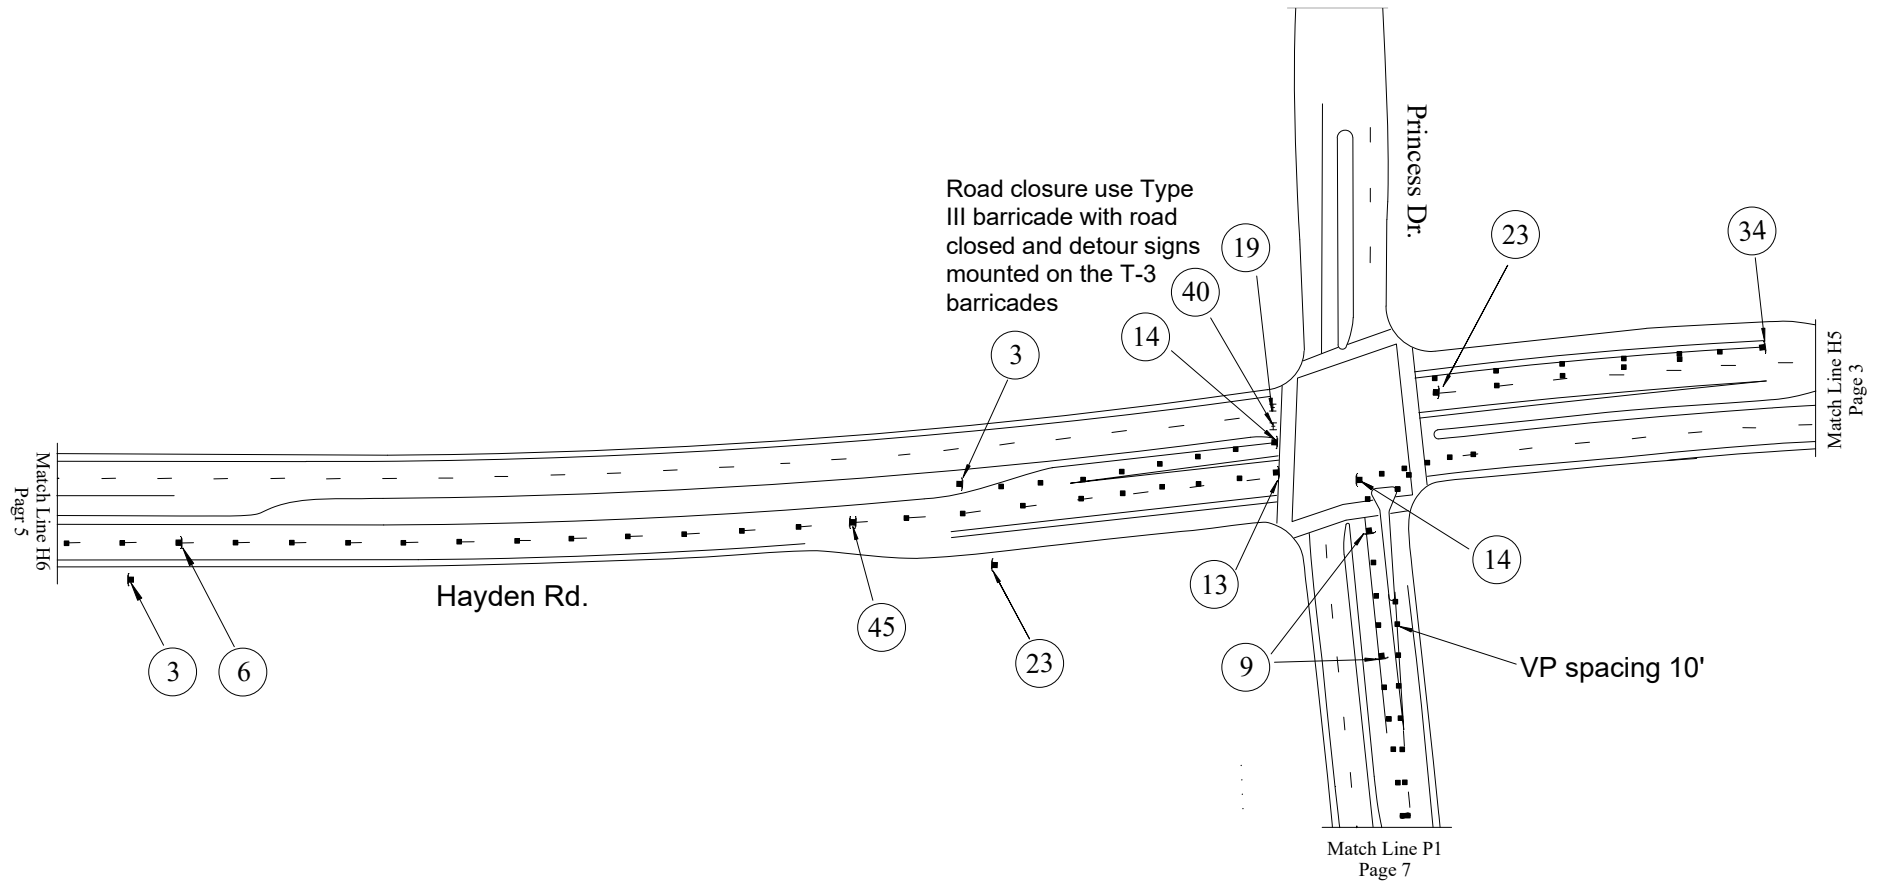 Princess Dr.
Road closure use Type
III barricade with road
closed and detour signs
mounted on the T-3
barricades
19
40
14
3
23
34
Match Line H5
Page 3
Match Line H6
Pagr 5
Hayden Rd.
3
6
45
23
13
9
14
VP spacing 10'
Match Line P1
Page 7